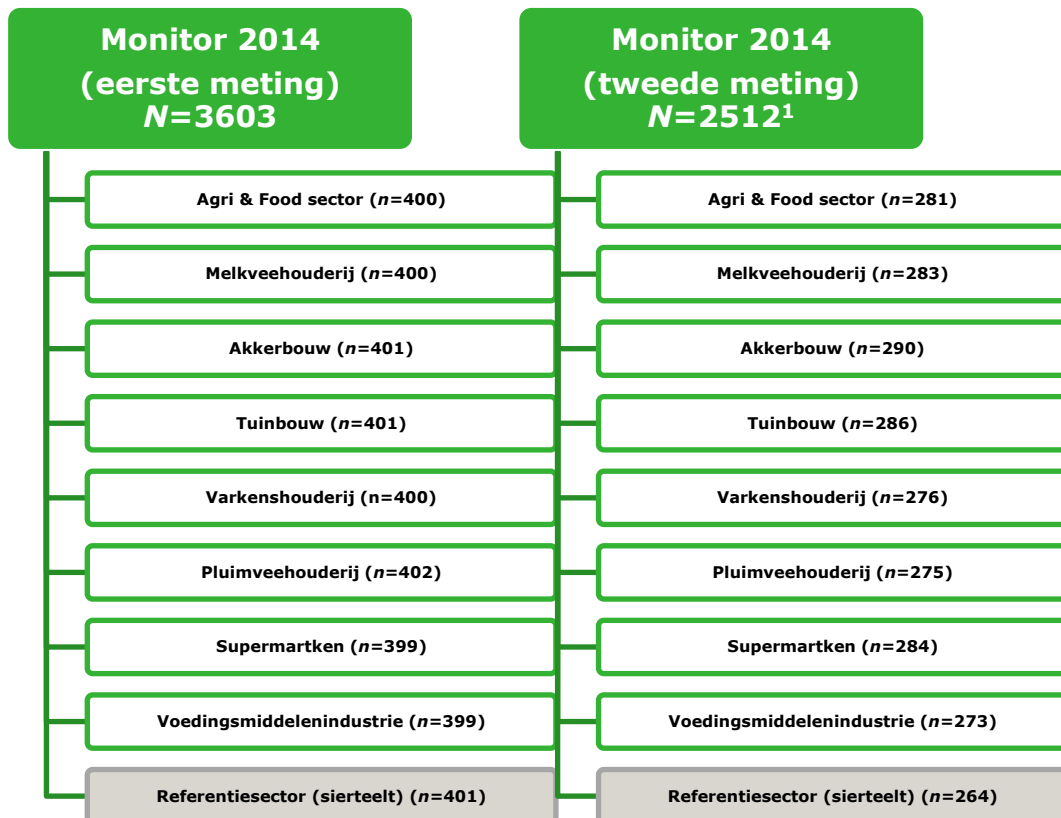 Monitor 2014
(eerste meting)
N=3603
Agri & Food sector (n=400)
Melkveehouderij (n=400)
Akkerbouw (n=401)
Tuinbouw (n=401)
Varkenshouderij (n=400)
Pluimveehouderij (n=402)
Supermartken (n=399)
Voedingsmiddelenindustrie (n=399)
Referentiesector (sierteelt) (n=401)
Monitor 2014
(tweede meting)
N=2512¹
Agri & Food sector (n=281)
Melkveehouderij (n=283)
Akkerbouw (n=290)
Tuinbouw (n=286)
Varkenshouderij (n=276)
Pluimveehouderij (n=275)
Supermartken (n=284)
Voedingsmiddelenindustrie (n=273)
Referentiesector (sierteelt) (n=264)